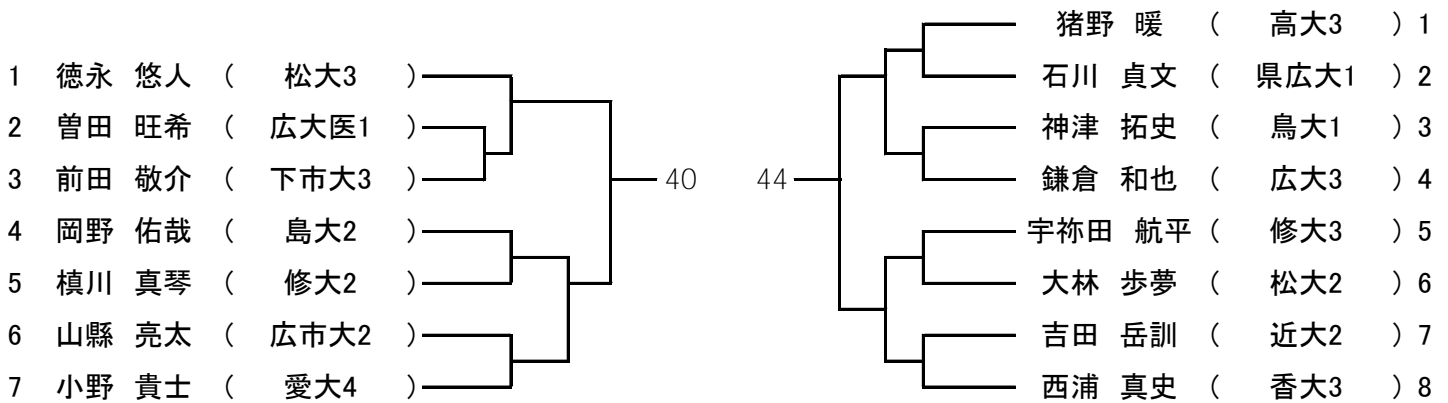 1 徳永 悠人 ( 松大3 )
2 曽田 旺希 ( 広大医1 )
3 前田 敬介 ( 下市大3 )
4 岡野 佑哉 ( 島大2 )
5 槙川 真琴 ( 修大2 )
6 山縣 亮太 ( 広市大2 )
7 小野 貴士 ( 愛大4 )
40
44
猪野 暖 ( 高大3 ) 1
石川 貞文 ( 県広大1 ) 2
神津 拓史 ( 鳥大1 ) 3
鎌倉 和也 ( 広大3 ) 4
宇祢田 航平 ( 修大3 ) 5
大林 歩夢 ( 松大2 ) 6
吉田 岳訓 ( 近大2 ) 7
西浦 真史 ( 香大3 ) 8